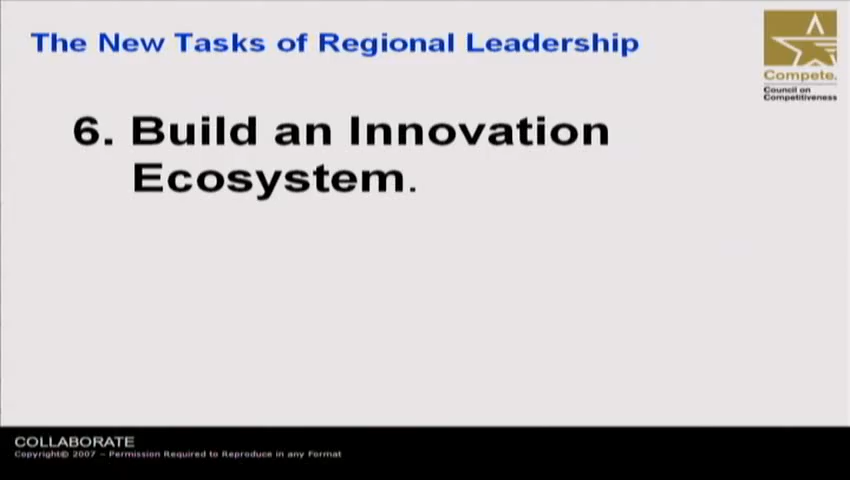 The New Tasks of Regional Leadership
Compete.
Council on
Competitiveness
6. Build an Innovation
Ecosystem.
COLLABORATE
Copyright© 2007 – Permission Required to Reproduce in any Format